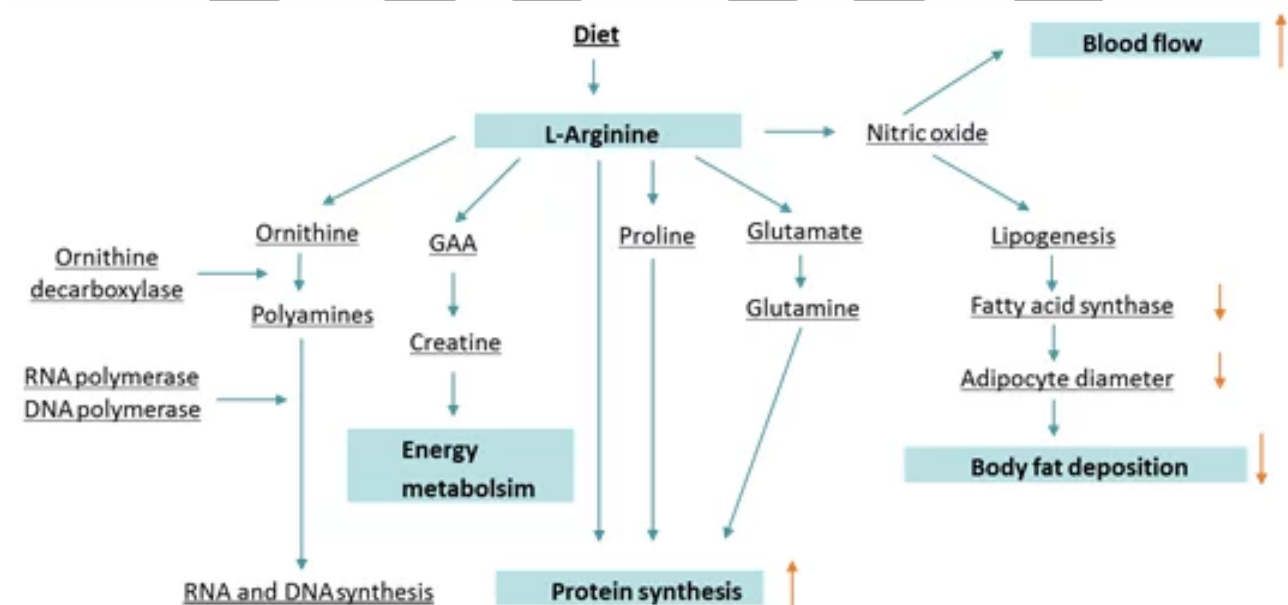 Diet
Blood flow
L-Arginine
Nitric oxide
Ornithine
GAA
Proline
Glutamate
Lipogenesis
Ornithine
decarboxylase
Polyamines
Glutamine
Fatty acid synthase
Creatine
RNA polymerase
DNA polymerase
Adipocyte diameter
Energy
metabolsim
Body fat deposition
RNA and DNA synthesis
Protein synthesis